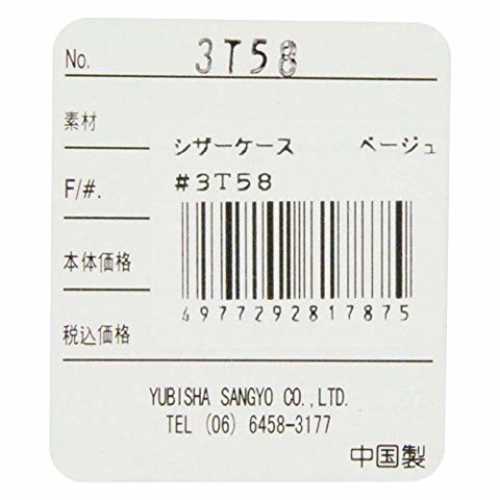 No. 3T58
素材
シザーケース ベージュ
F/#. #3T58
本体価格
4977292817875
税込価格
YUBISHA SANGYO CO.,LTD.
TEL (06) 6458-3177
中国製